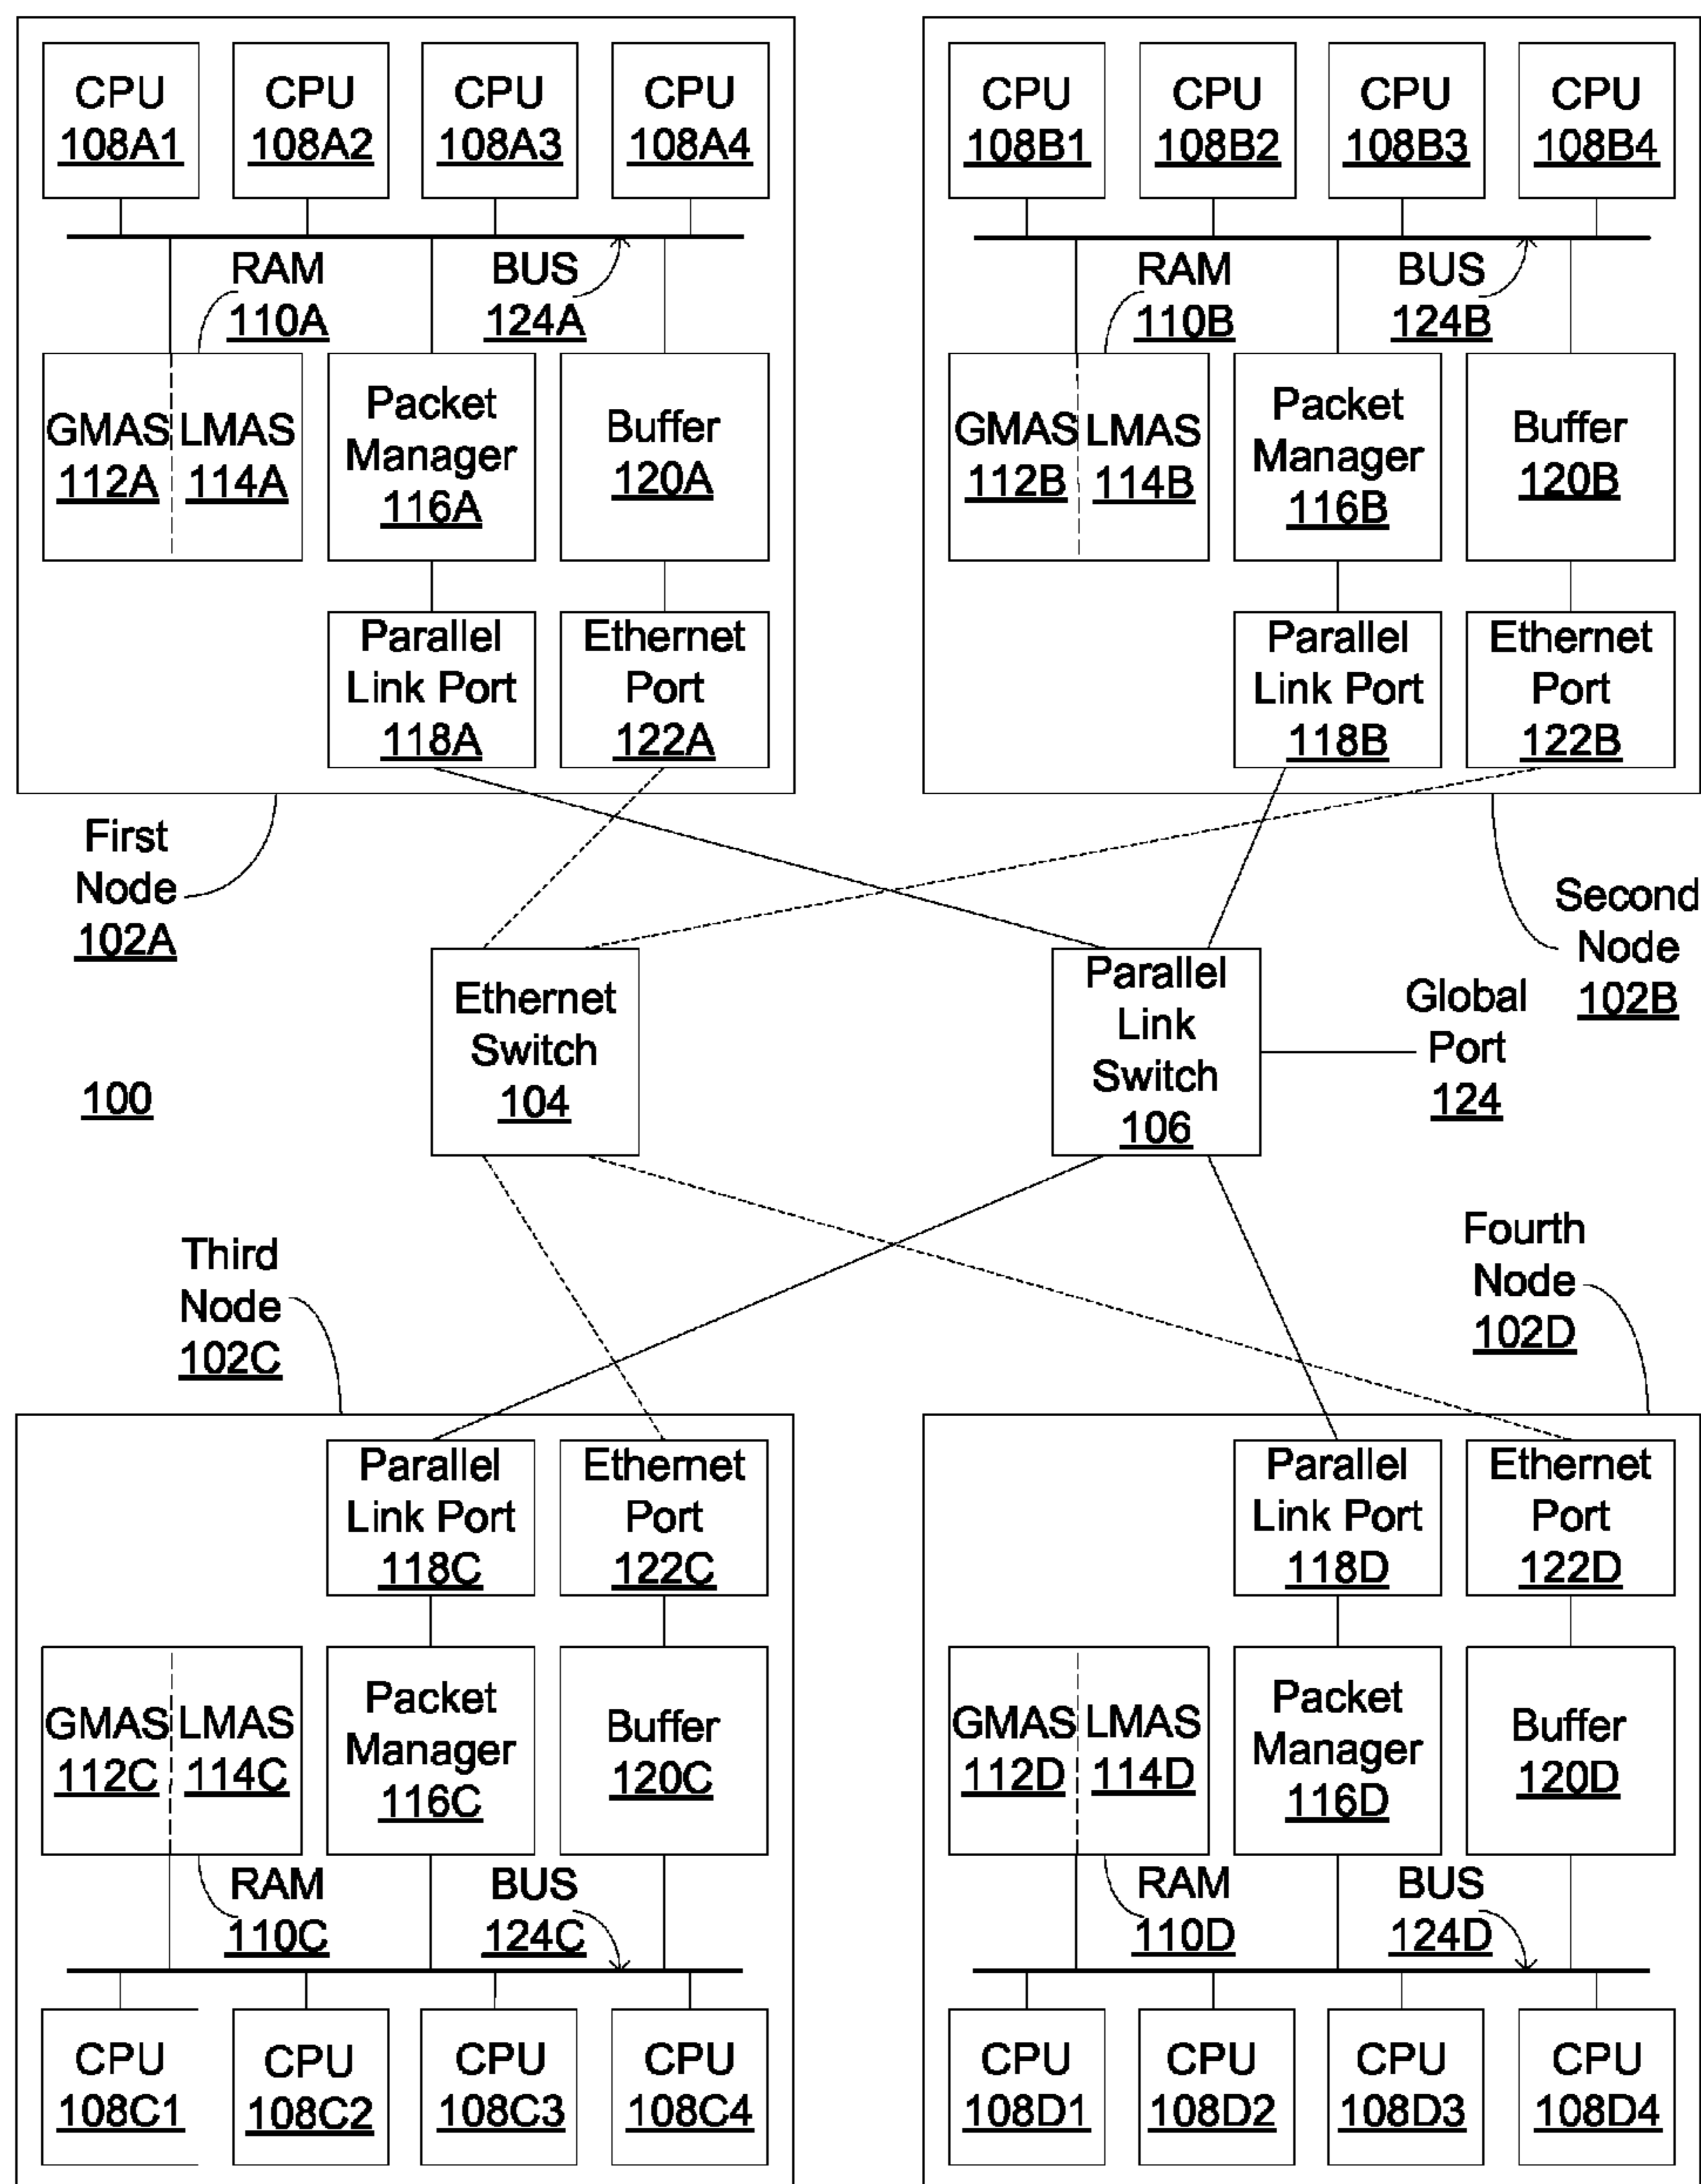 CPU
108A1
CPU
108A2
CPU
108A3
CPU
108A4
RAM
110A
BUS
124A
GMAS
112A
LMAS
114A
Packet
Manager
116A
Buffer
120A
Parallel
Link Port
118A
Ethernet
Port
122A
First
Node
102A
CPU
108B1
CPU
108B2
CPU
108B3
CPU
108B4
RAM
110B
BUS
124B
GMAS
112B
LMAS
114B
Packet
Manager
116B
Buffer
120B
Parallel
Link Port
118B
Ethernet
Port
122B
Second
Node
102B
Ethernet
Switch
104
Parallel
Link
Switch
106
Global
Port
124
100
Third
Node
102C
Parallel
Link Port
118C
Ethernet
Port
122C
GMAS
112C
LMAS
114C
Packet
Manager
116C
Buffer
120C
RAM
110C
BUS
124C
CPU
108C1
CPU
108C2
CPU
108C3
CPU
108C4
Fourth
Node
102D
Parallel
Link Port
118D
Ethernet
Port
122D
GMAS
112D
LMAS
114D
Packet
Manager
116D
Buffer
120D
RAM
110D
BUS
124D
CPU
108D1
CPU
108D2
CPU
108D3
CPU
108D4